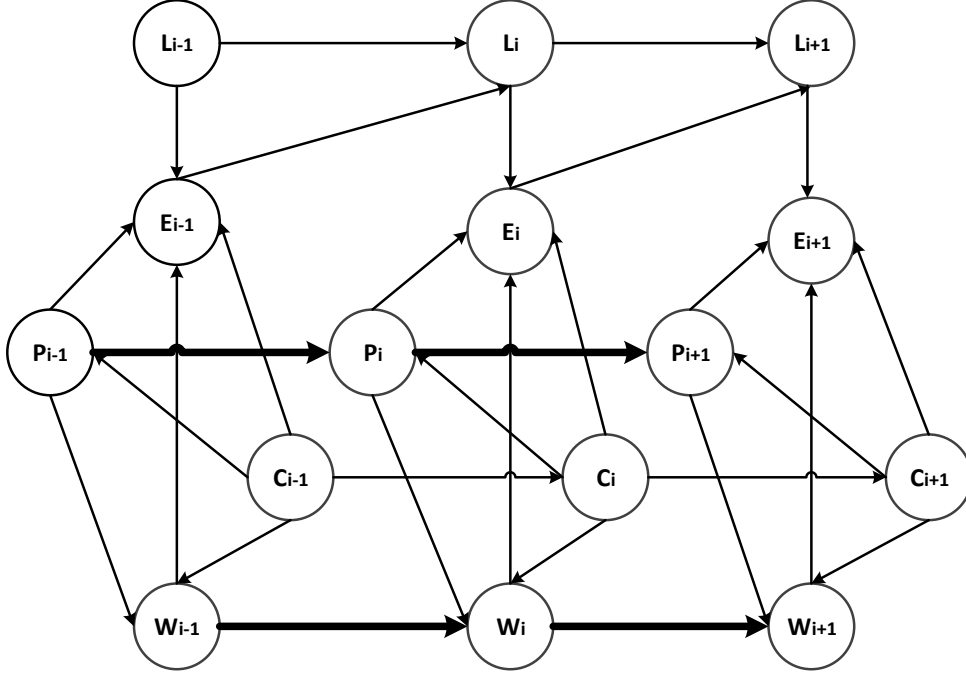 Li-1 Li Li+1
Ei-1 Ei Ei+1
Pi-1 Pi Pi+1
Ci-1 Ci Ci+1
Wi-1 Wi Wi+1